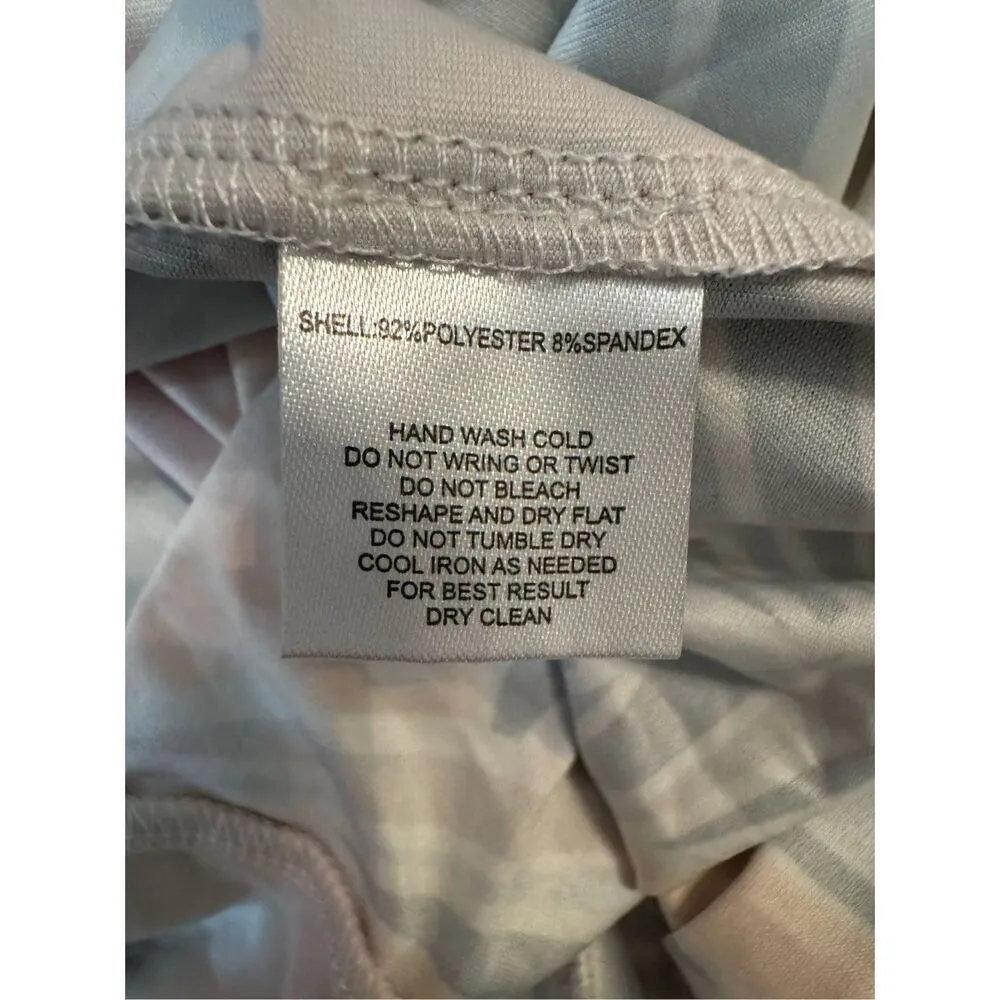 SHELL:92%POLYESTER 8%SPANDEX
HAND WASH COLD
DO NOT WRING OR TWIST
DO NOT BLEACH
RESHAPE AND DRY FLAT
DO NOT TUMBLE DRY
COOL IRON AS NEEDED
FOR BEST RESULT
DRY CLEAN